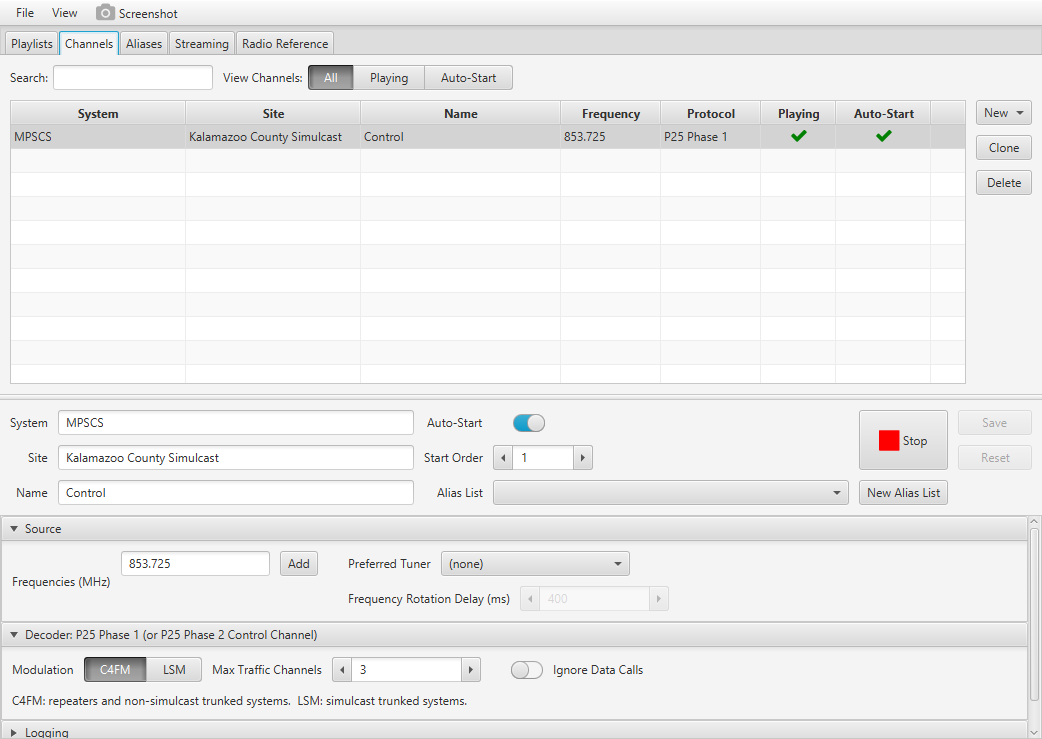 File View Screenshot
Playlists Channels Aliases Streaming Radio Reference
Search: View Channels: All Playing Auto-Start
System Site Name Frequency Protocol Playing Auto-Start New
MPSCS Kalamazoo County Simulcast Control 853.725 P25 Phase 1
Clone
Delete
System MPSCS Auto-Start Stop Save
Site Kalamazoo County Simulcast Start Order 1 Reset
Name Control Alias List New Alias List
Source
853.725 Add Preferred Tuner (none)
Frequencies (MHz)
Frequency Rotation Delay (ms) 400
Decoder: P25 Phase 1 (or P25 Phase 2 Control Channel)
Modulation C4FM LSM Max Traffic Channels 3 Ignore Data Calls
C4FM: repeaters and non-simulcast trunked systems. LSM: simulcast trunked systems.
Logging